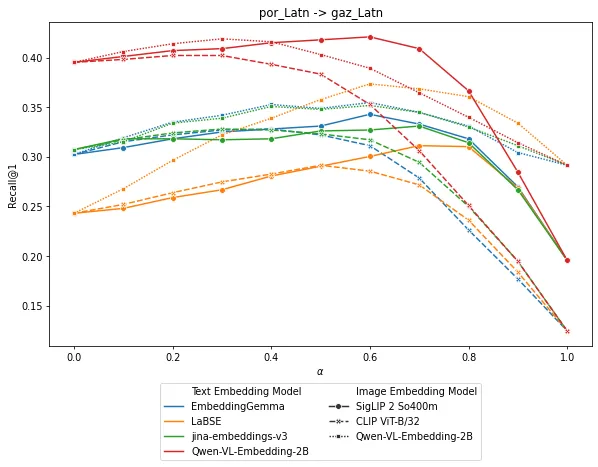 por_Latn -> gaz_Latn
Recall@1
0.40
0.35
0.30
0.25
0.20
0.15
0.0
0.2
0.4
0.6
0.8
1.0
α
Text Embedding Model
EmbeddingGemma
LaBSE
jina-embeddings-v3
Qwen-VL-Embedding-2B
Image Embedding Model
SigLIP 2 So400m
CLIP ViT-B/32
Qwen-VL-Embedding-2B